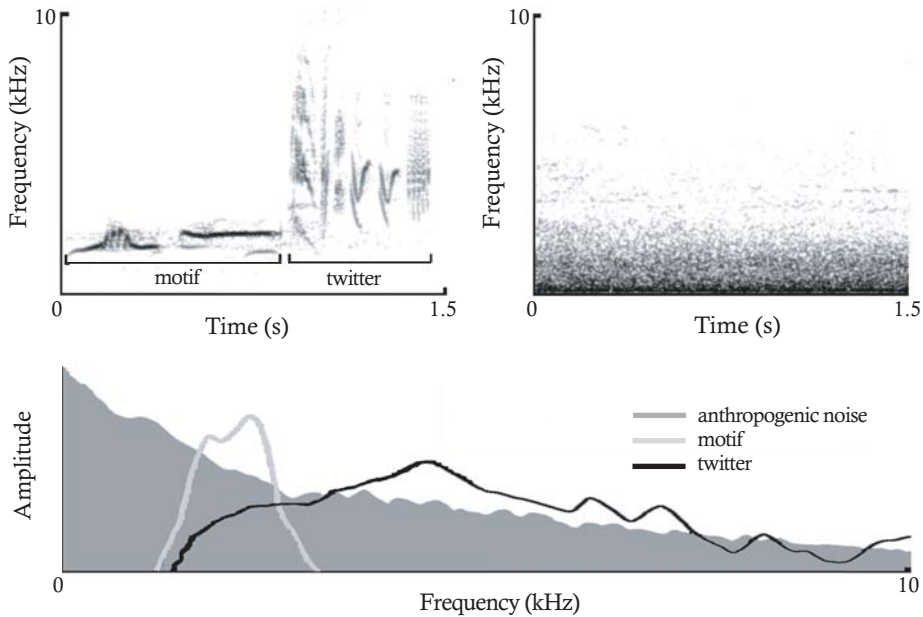 10
Frequency (kHz)
motif
twitter
0
Time (s)
1.5
10
Frequency (kHz)
0
Time (s)
1.5
Amplitude
anthropogenic noise
motif
twitter
0
Frequency (kHz)
10